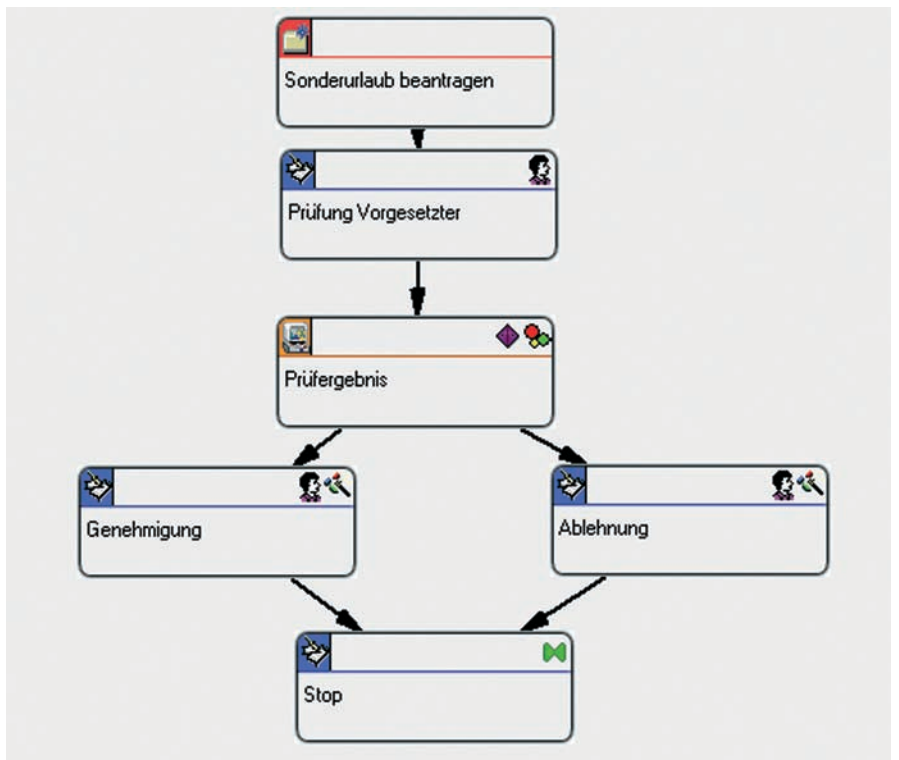 Sonderurlaub beantragen
Prüfung Vorgesetzter
Prüfergebnis
Genehmigung
Ablehnung
Stop